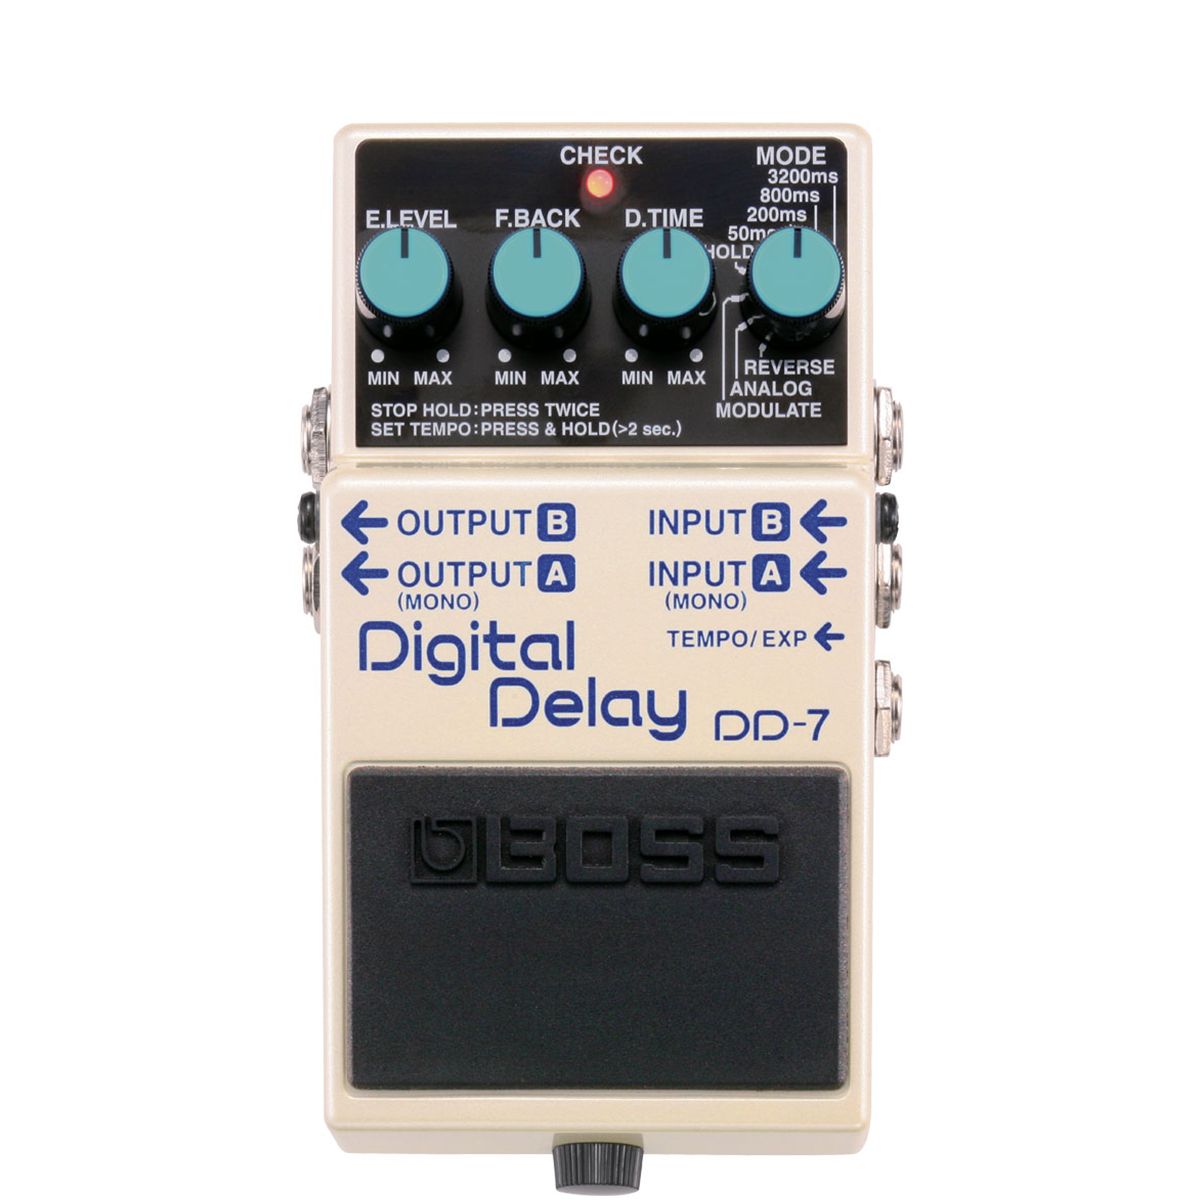 CHECK
MODE
3200ms
800ms
200ms
50ms
HOLD
E.LEVEL F.BACK D.TIME
MIN MAX MIN MAX MIN MAX
REVERSE
ANALOG
MODULATE
STOP HOLD:PRESS TWICE
SET TEMPO:PRESS & HOLD(>2 sec.)
OUTPUT B INPUT B
OUTPUT A INPUT A
(MONO) (MONO)
TEMPO/EXP
Digital
Delay DD-7
BOSS